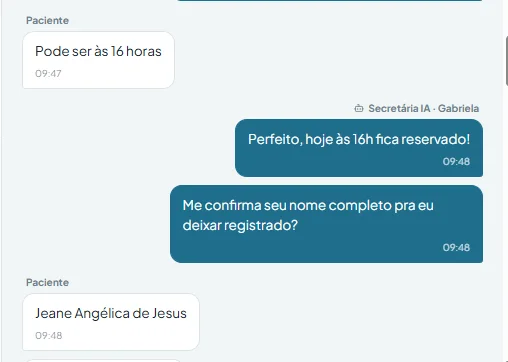 Paciente
Pode ser às 16 horas
09:47
Secretária IA · Gabriela
Perfeito, hoje às 16h fica reservado!
09:48
Me confirma seu nome completo pra eu
deixar registrado?
09:48
Paciente
Jeane Angélica de Jesus
09:48